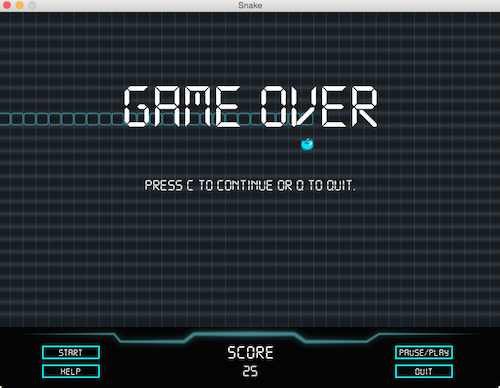 Snake
GAME OVER
PRESS C TO CONTINUE OR Q TO QUIT.
START
SCORE
PAUSE/PLAY
HELP
25
QUIT